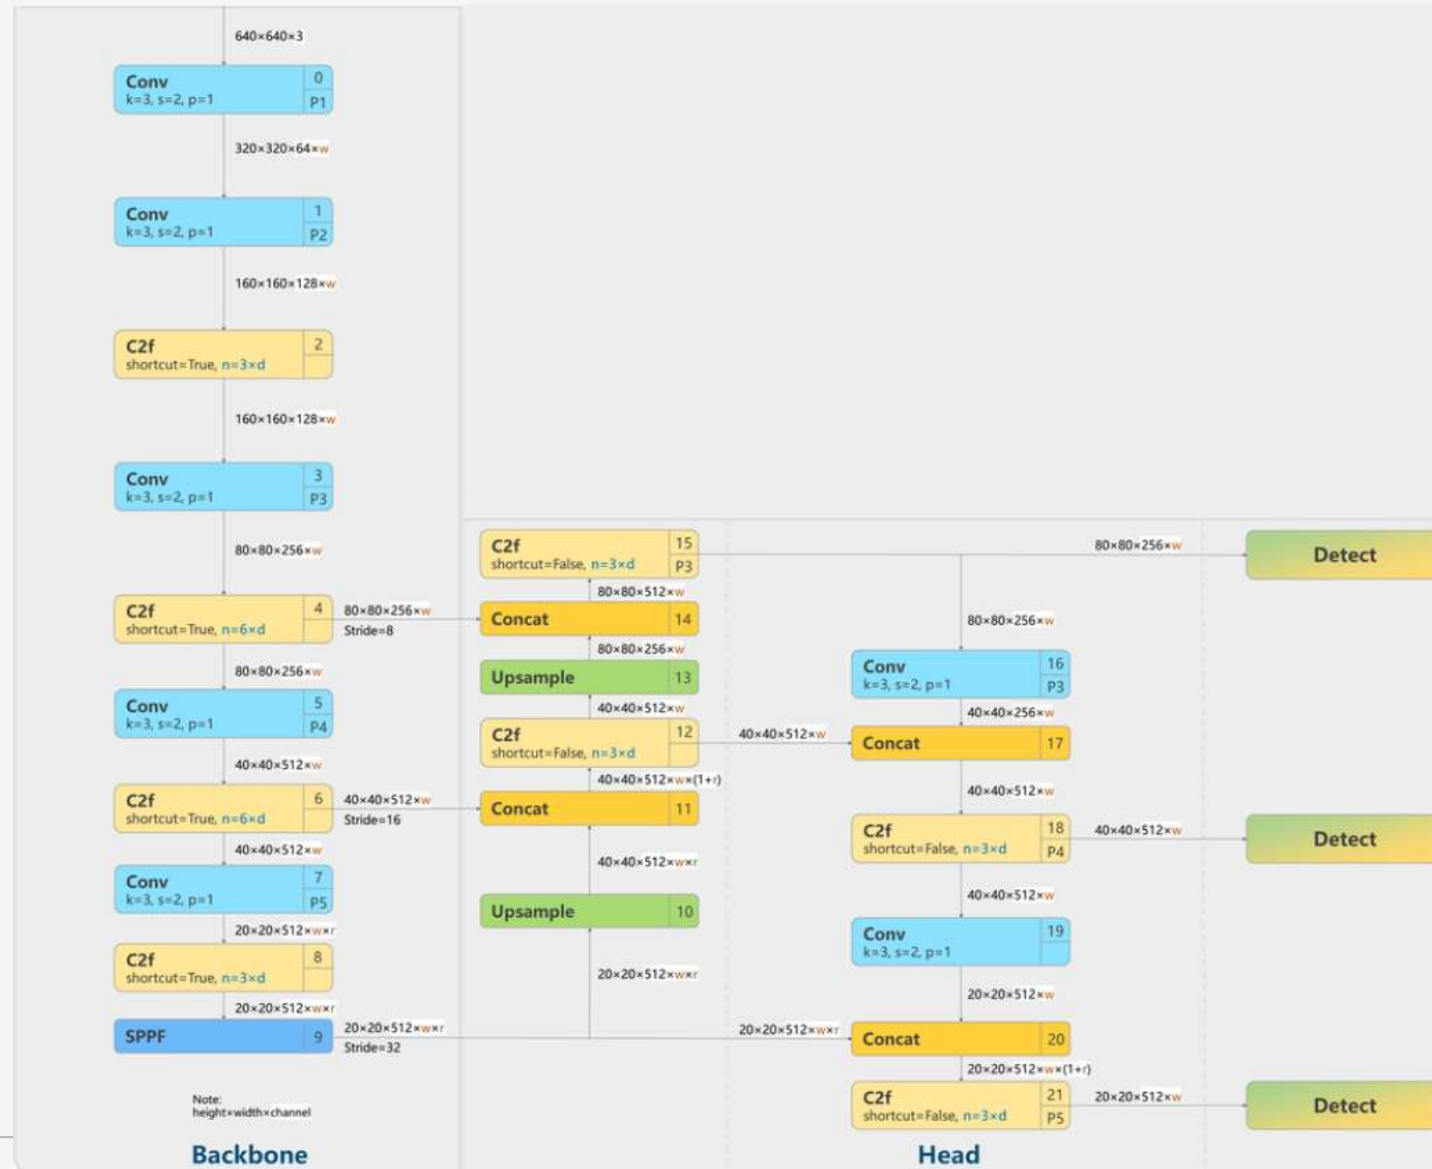 640×640×3
Conv 0
k=3, s=2, p=1 P1
320×320×64×w
Conv 1
k=3, s=2, p=1 P2
160×160×128×w
C2f 2
shortcut=True, n=3×d
160×160×128×w
Conv 3
k=3, s=2, p=1 P3
80×80×256×w
C2f 4
shortcut=True, n=6×d
80×80×256×w
Stride=8
80×80×256×w
Conv 5
k=3, s=2, p=1 P4
40×40×512×w
C2f 6
shortcut=True, n=6×d
40×40×512×w
Stride=16
40×40×512×w
Conv 7
k=3, s=2, p=1 P5
20×20×512×w×r
C2f 8
shortcut=True, n=3×d
20×20×512×w×r
SPPF 9
20×20×512×w×r
Stride=32
Note:
height×width×channel
Backbone
C2f 15
shortcut=False, n=3×d P3
80×80×512×w
Concat 14
80×80×256×w
Upsample 13
40×40×512×w
C2f 12
shortcut=False, n=3×d
40×40×512×w×(1+r)
Concat 11
40×40×512×w×r
Upsample 10
20×20×512×w×r
80×80×256×w
Detect
80×80×256×w
Conv 16
k=3, s=2, p=1 P3
40×40×256×w
40×40×512×w
Concat 17
40×40×512×w
C2f 18
shortcut=False, n=3×d P4
40×40×512×w
Detect
40×40×512×w
Conv 19
k=3, s=2, p=1
20×20×512×w
20×20×512×w×r
Concat 20
20×20×512×w×(1+r)
C2f 21
shortcut=False, n=3×d P5
20×20×512×w
Detect
Head